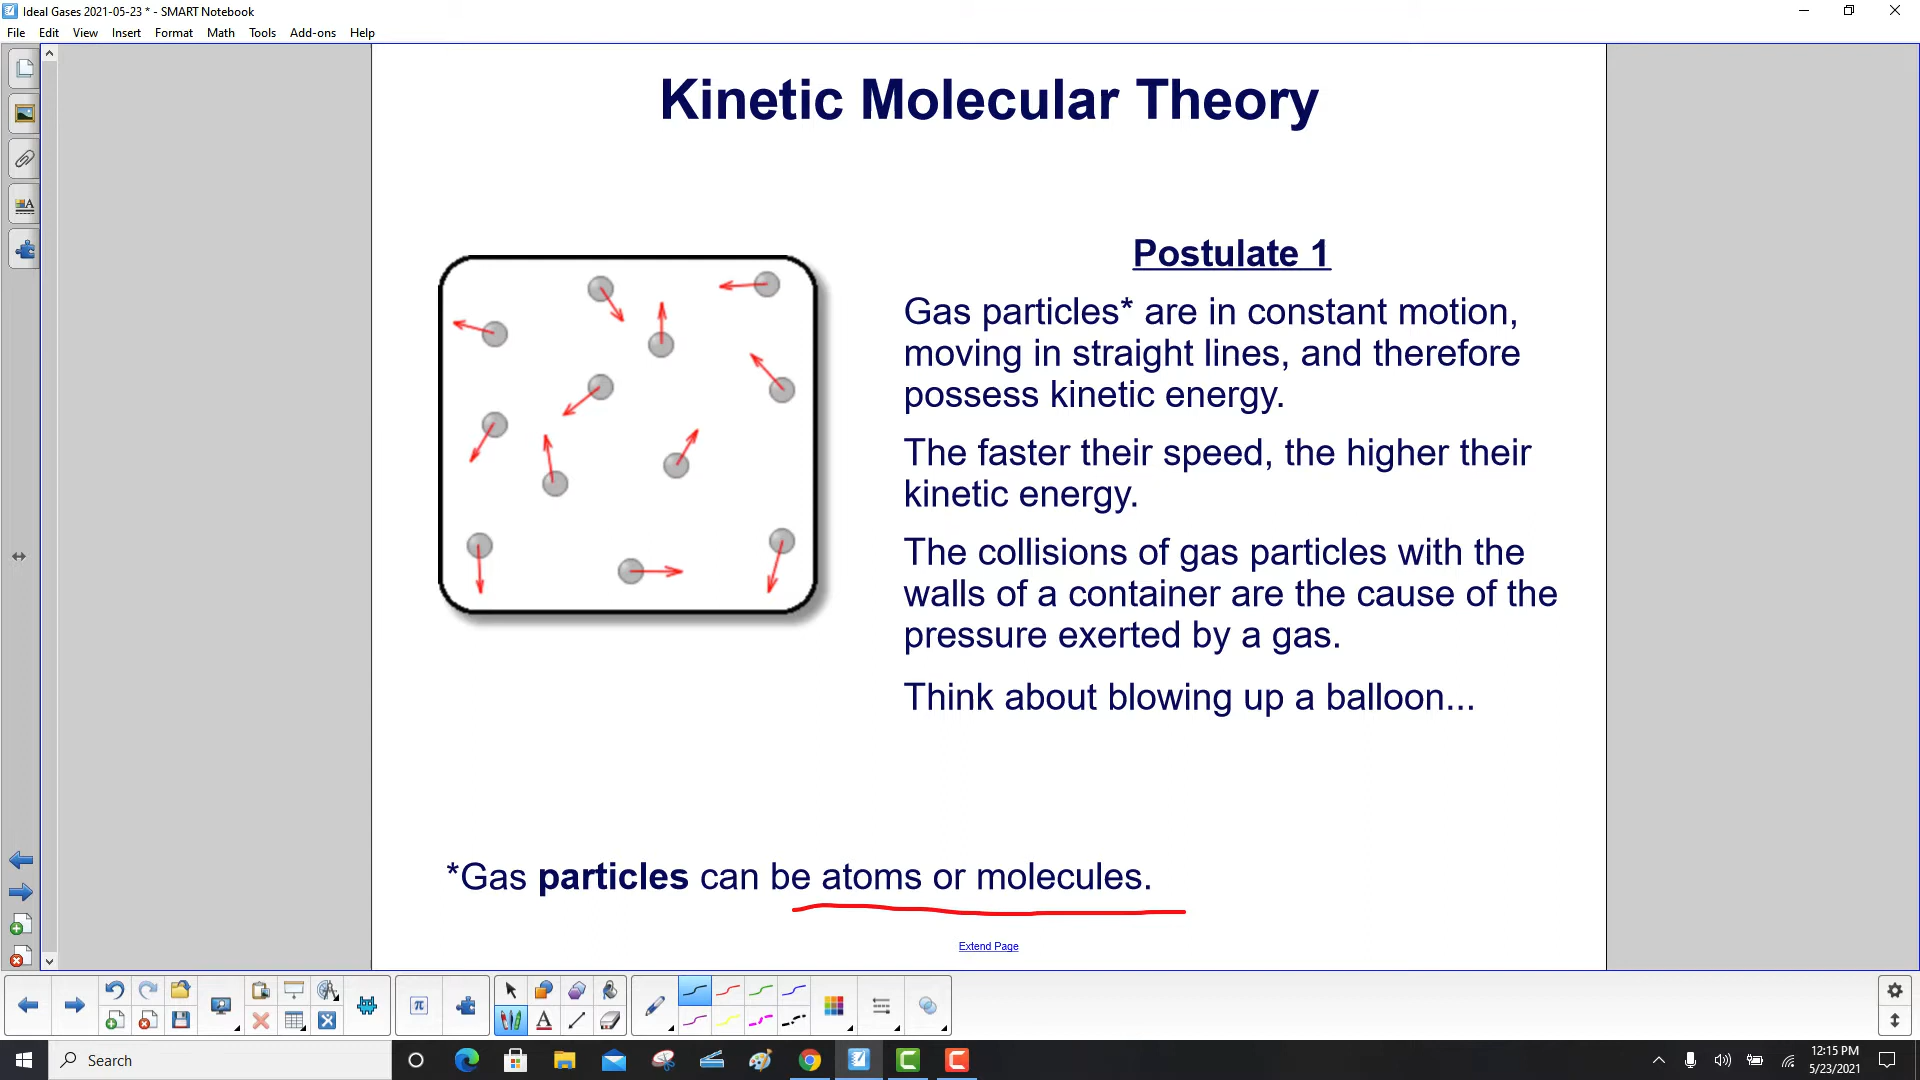 Ideal Gases 2021-05-23 * - SMART Notebook
File Edit View Insert Format Math Tools Add-ons Help
Kinetic Molecular Theory
Postulate 1
Gas particles* are in constant motion,
moving in straight lines, and therefore
possess kinetic energy.
The faster their speed, the higher their
kinetic energy.
The collisions of gas particles with the
walls of a container are the cause of the
pressure exerted by a gas.
Think about blowing up a balloon...
*Gas particles can be atoms or molecules.
Extend Page
Search
12:15 PM
5/23/2021